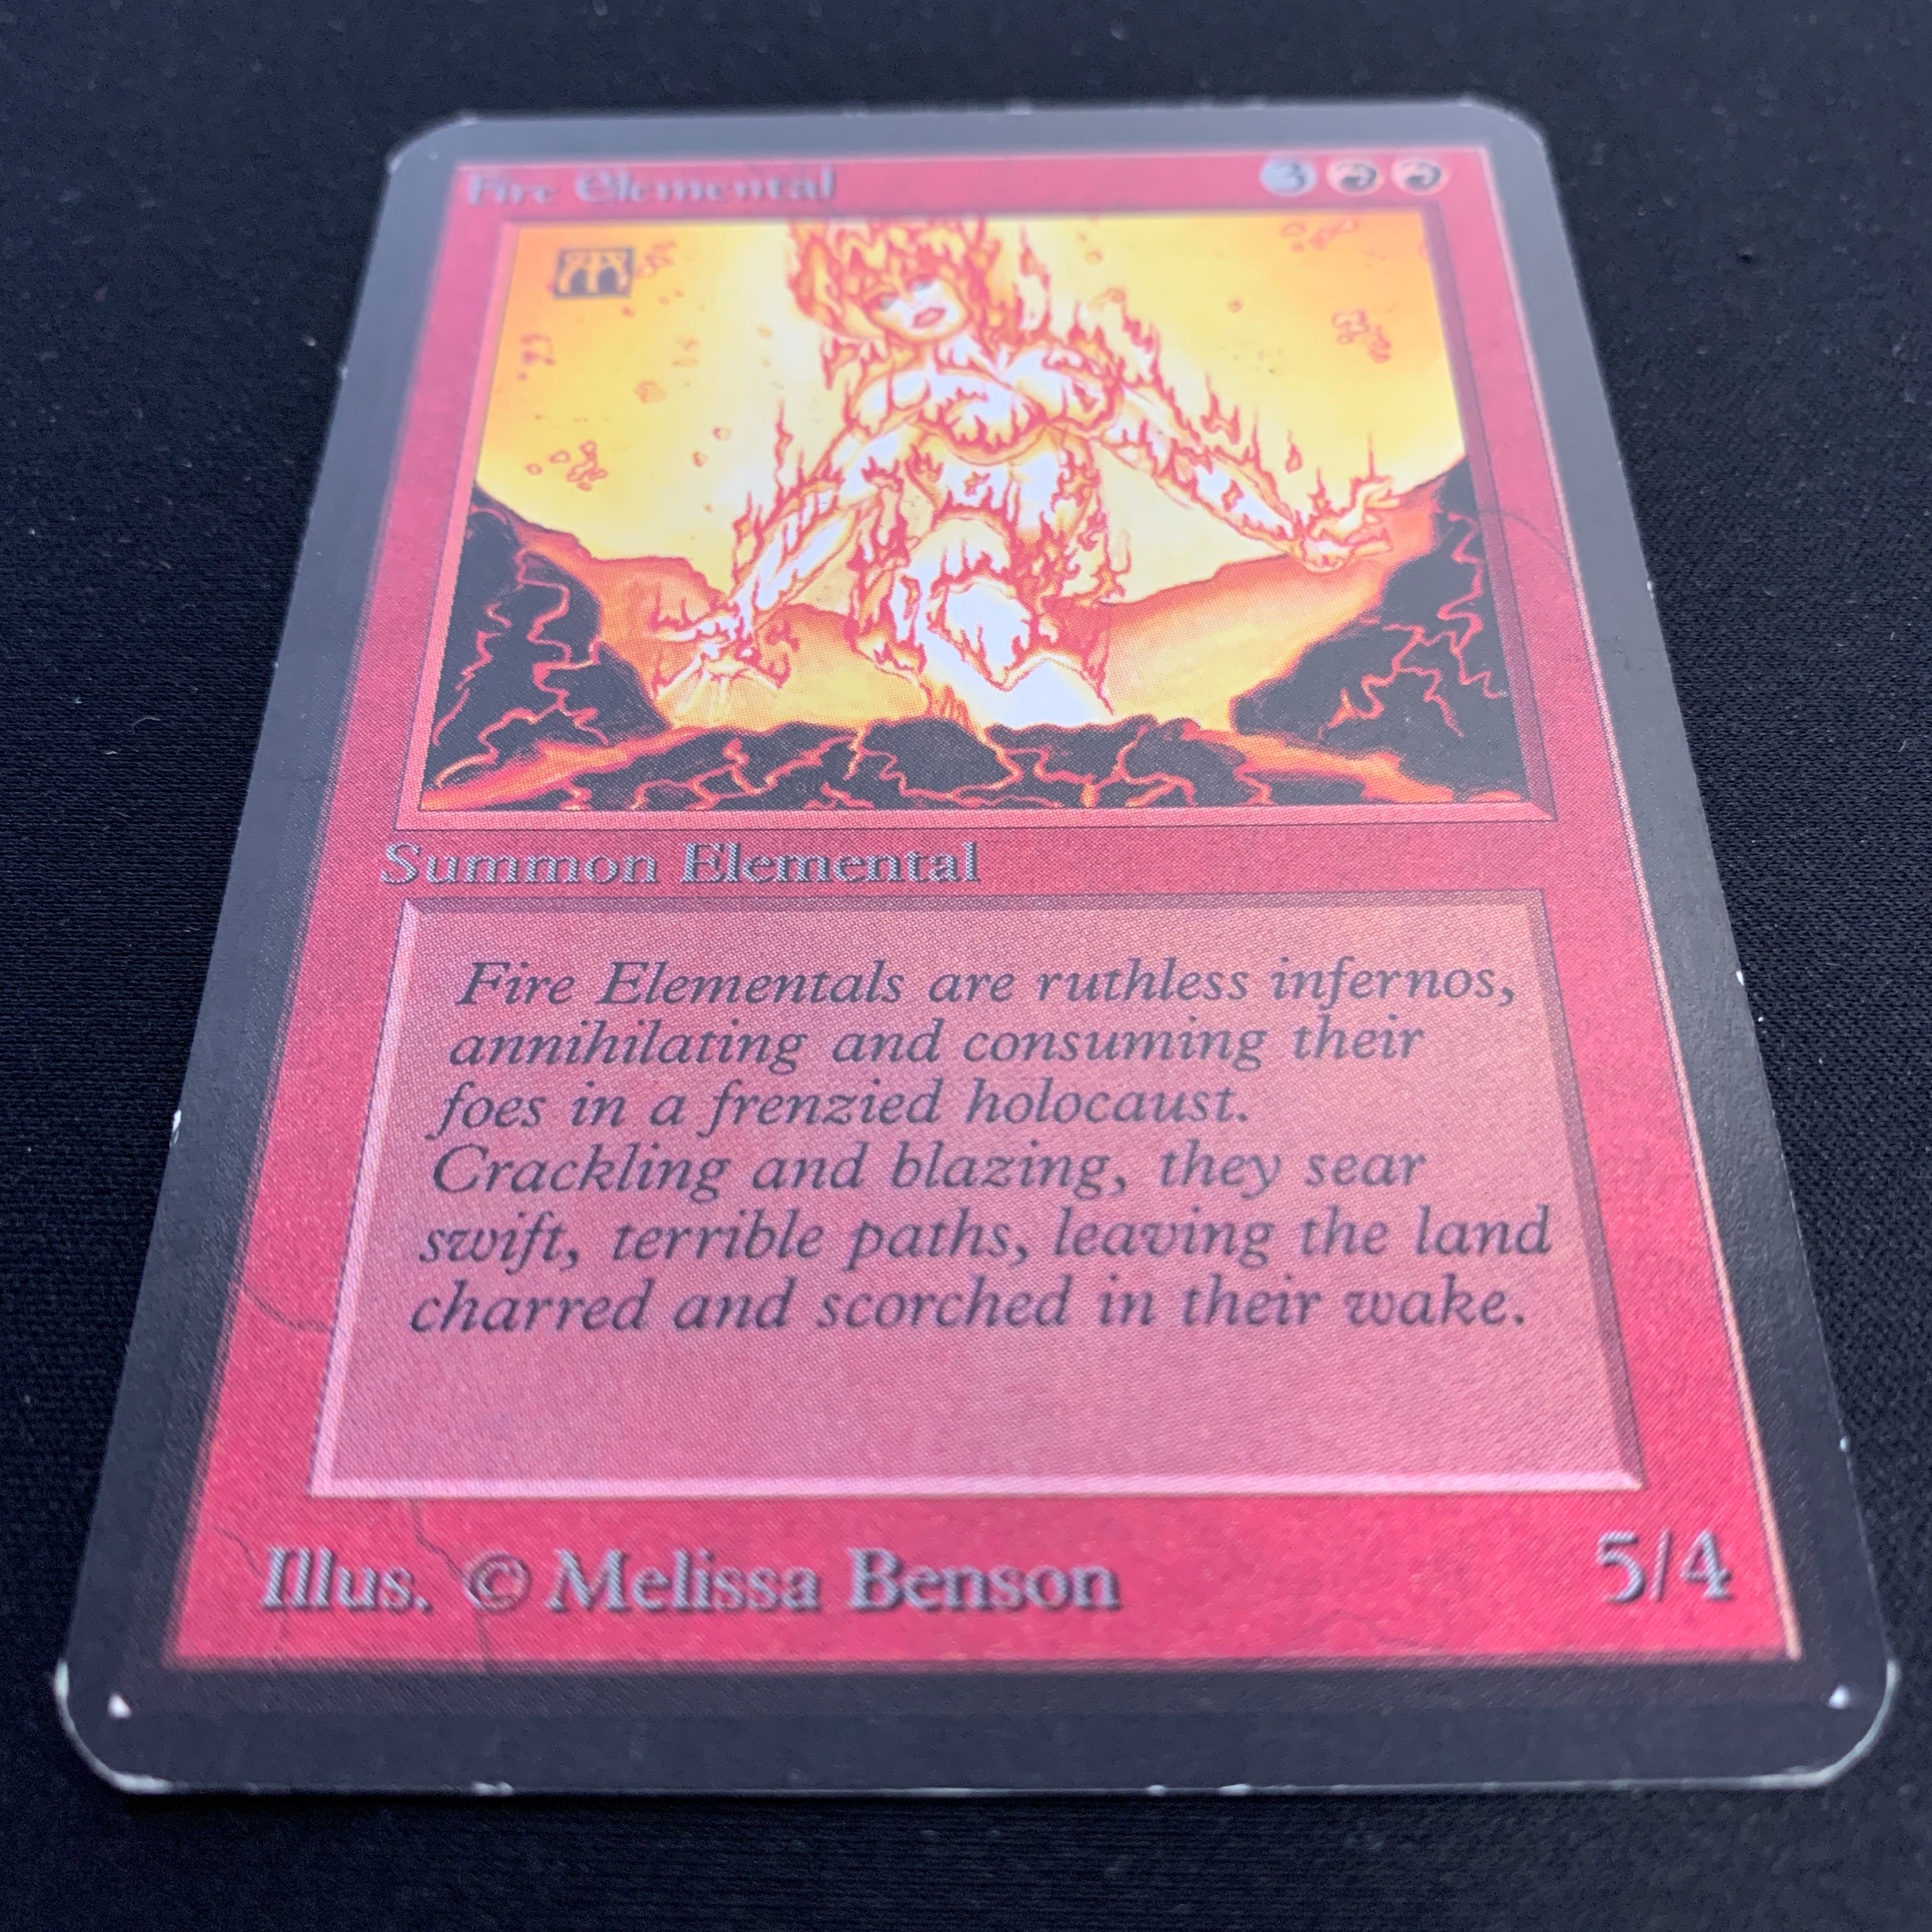 Fire Elemental 3
Summon Elemental
Fire Elementals are ruthless infernos,
annihilating and consuming their
foes in a frenzied holocaust.
Crackling and blazing, they sear
swift, terrible paths, leaving the land
charred and scorched in their wake.
Illus. © Melissa Benson 5/4